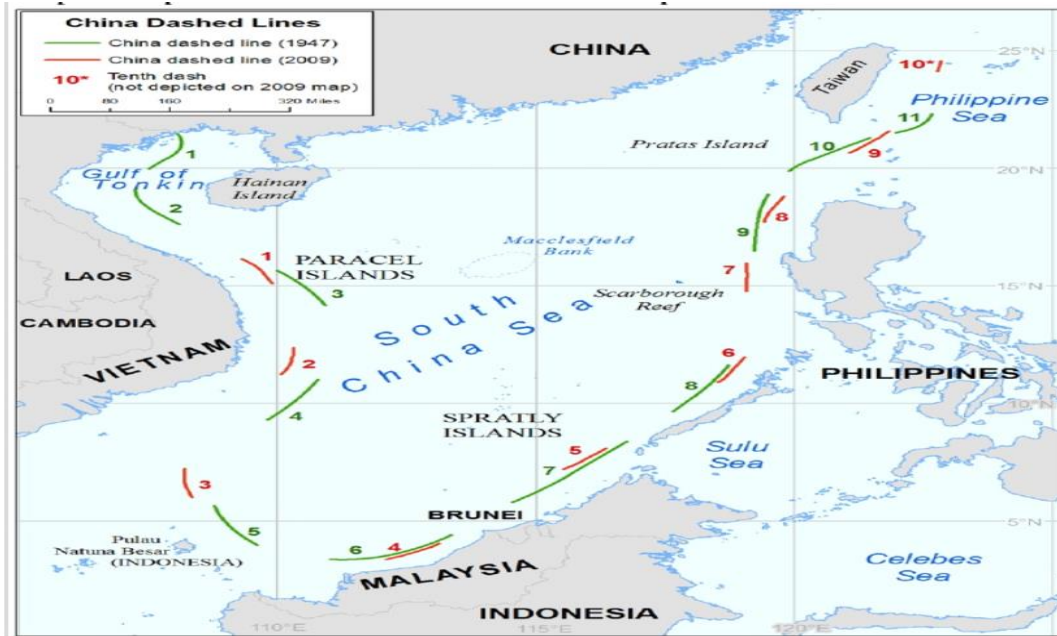 China Dashed Lines
China dashed line (1947)
China dashed line (2009)
10* Tenth dash
(not depicted on 2009 map)
0 80 160 320 Miles
CHINA
25°N
Taiwan
10*
Philippine
Sea
11
10
9
Pratas Island
1
Gulf of
Tonkin
Hainan
Island
20°N
2
8
9
Macclesfield
Bank
1
PARACEL
ISLANDS
7
LAOS
3
Scarborough
Reef
15°N
South
China Sea
CAMBODIA
VIETNAM
2
6
8
PHILIPPINES
4
10°N
SPRATLY
ISLANDS
5
7
Sulu
Sea
3
BRUNEI
5°N
5
Pulau
Natuna Besar
(INDONESIA)
6
4
MALAYSIA
Celebes
Sea
INDONESIA
110°E
115°E
120°E